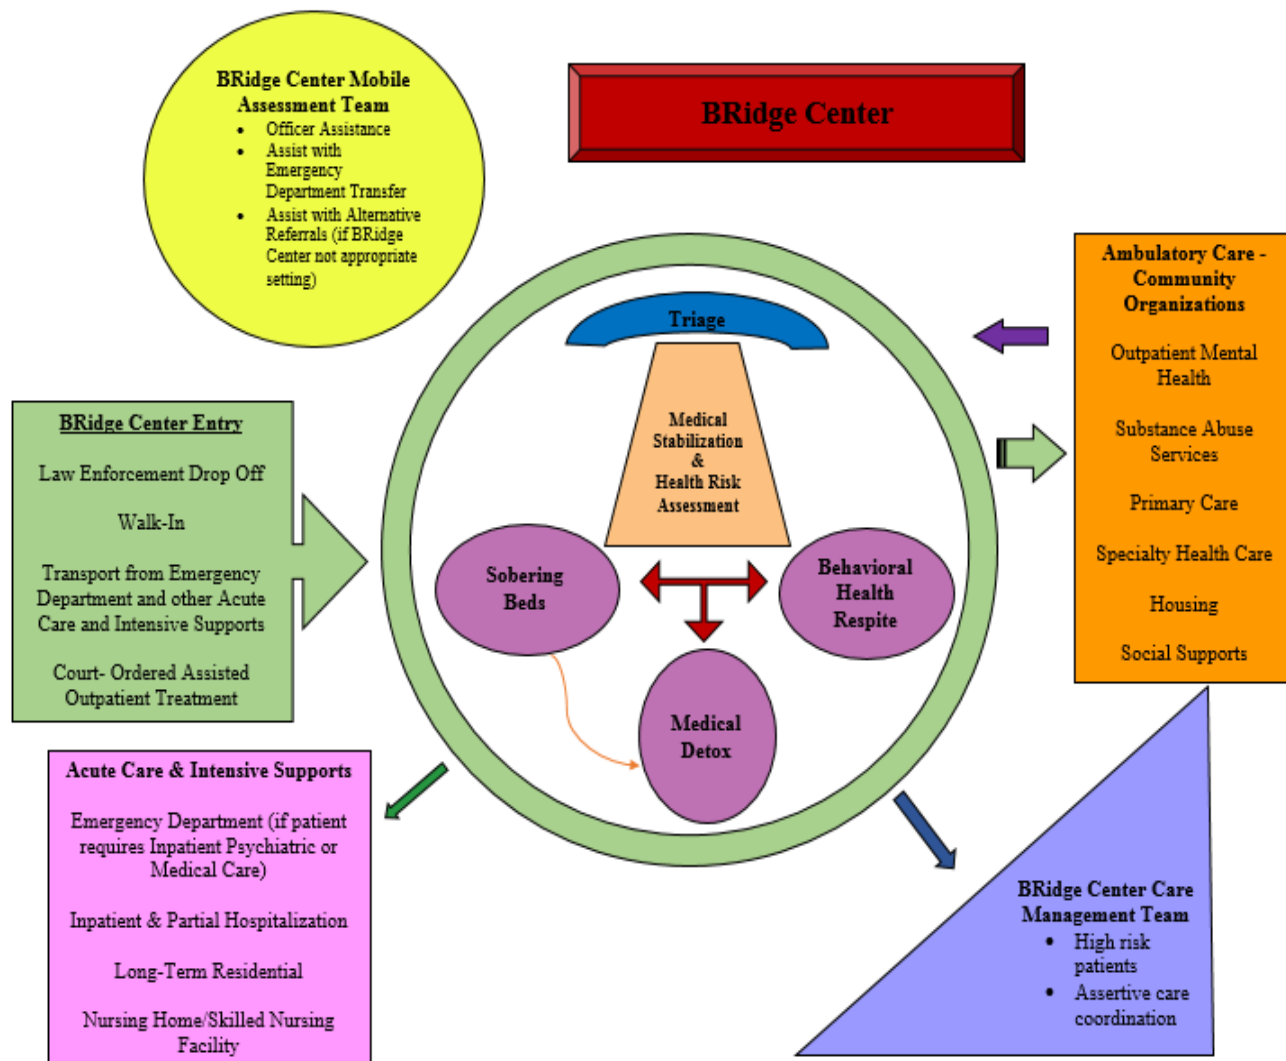 BRidge Center Mobile
Assessment Team
• Officer Assistance
• Assist with
Emergency
Department Transfer
• Assist with Alternative
Referrals (if BRidge
Center not appropriate
setting)
BRidge Center
Triage
Medical
Stabilization
&
Health Risk
Assessment
Sobering
Beds
Behavioral
Health
Respite
Medical
Detox
BRidge Center Entry
Law Enforcement Drop Off
Walk-In
Transport from Emergency
Department and other Acute
Care and Intensive Supports
Court- Ordered Assisted
Outpatient Treatment
Ambulatory Care -
Community
Organizations
Outpatient Mental
Health
Substance Abuse
Services
Primary Care
Specialty Health Care
Housing
Social Supports
Acute Care & Intensive Supports
Emergency Department (if patient
requires Inpatient Psychiatric or
Medical Care)
Inpatient & Partial Hospitalization
Long-Term Residential
Nursing Home/Skilled Nursing
Facility
BRidge Center Care
Management Team
• High risk
patients
• Assertive care
coordination